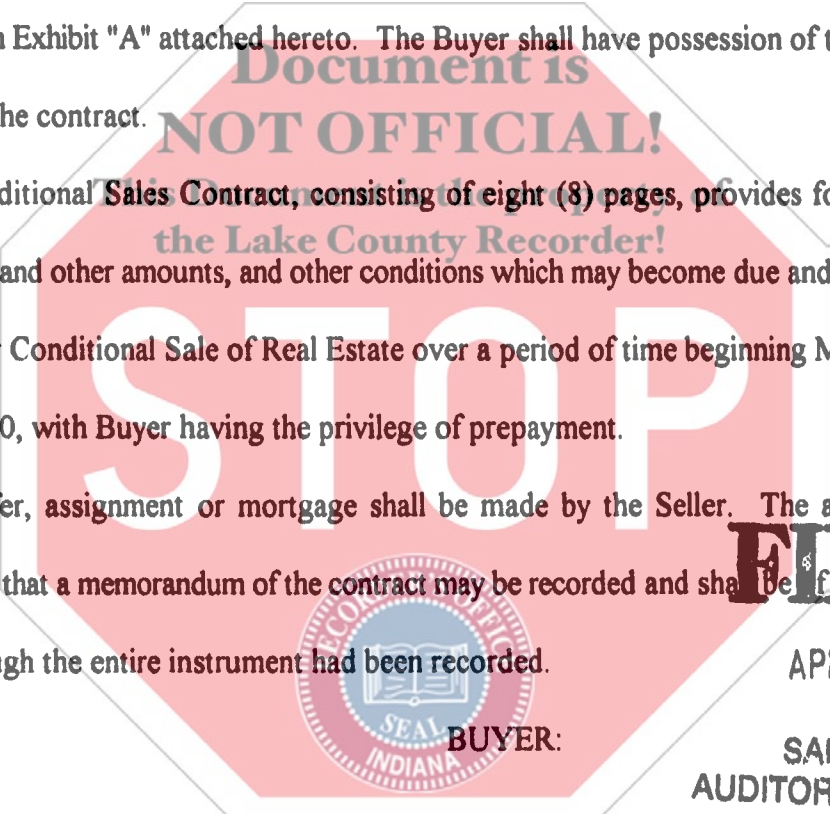 n Exhibit "A" attached hereto. The Buyer shall have possession of t
Document is
he contract.
NOT OFFICIAL!
ditional Sales Contract, consisting of eight (8) pages, provides fo
This Document is the property of
the Lake County Recorder!
and other amounts, and other conditions which may become due and
STOP
Conditional Sale of Real Estate over a period of time beginning M
0, with Buyer having the privilege of prepayment.
er, assignment or mortgage shall be made by the Seller. The a
FI
that a memorandum of the contract may be recorded and shall be
gh the entire instrument had been recorded.
AP
BUYER:
SEAL
INDIANA
AUDITOR